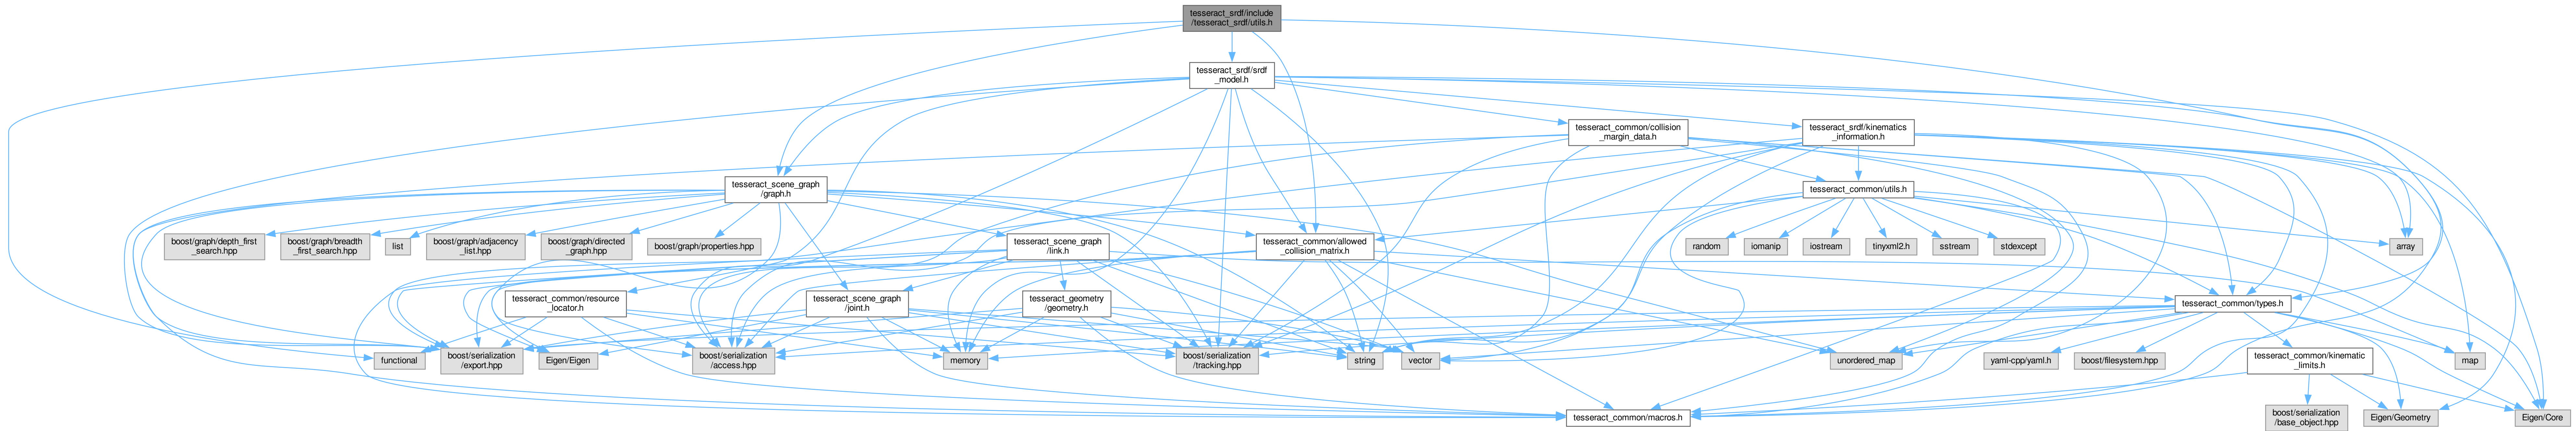 tesseract_srdf/include
/tesseract_srdf/utils.h
tesseract_srdf/srdf
_model.h
tesseract_common/collision
_margin_data.h
tesseract_srdf/kinematics
_information.h
tesseract_scene_graph
/graph.h
tesseract_common/utils.h
boost/graph/depth_first
_search.hpp
boost/graph/breadth
_first_search.hpp
list
boost/graph/adjacency
_list.hpp
boost/graph/directed
_graph.hpp
boost/graph/properties.hpp
tesseract_scene_graph
/link.h
tesseract_common/allowed
_collision_matrix.h
random
iomanip
iostream
tinyxml2.h
sstream
stdexcept
array
tesseract_common/resource
_locator.h
tesseract_scene_graph
/joint.h
tesseract_geometry
/geometry.h
tesseract_common/types.h
functional
boost/serialization
/export.hpp
Eigen/Eigen
boost/serialization
/access.hpp
memory
boost/serialization
/tracking.hpp
string
vector
unordered_map
yaml-cpp/yaml.h
boost/filesystem.hpp
tesseract_common/kinematic
_limits.h
map
tesseract_common/macros.h
boost/serialization
/base_object.hpp
Eigen/Geometry
Eigen/Core